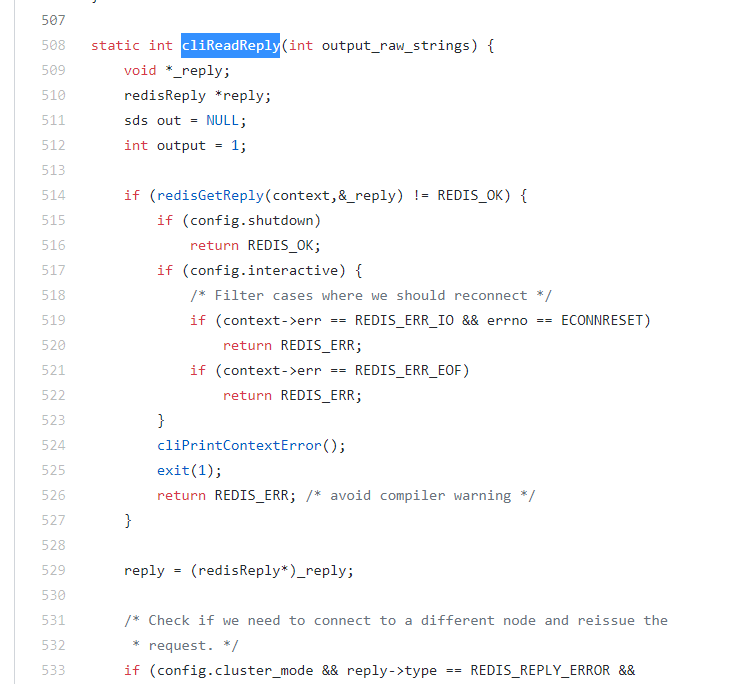 507
508 static int cliReadReply(int output_raw_strings) {
509 void *_reply;
510 redisReply *reply;
511 sds out = NULL;
512 int output = 1;
513
514 if (redisGetReply(context,&_reply) != REDIS_OK) {
515 if (config.shutdown)
516 return REDIS_OK;
517 if (config.interactive) {
518 /* Filter cases where we should reconnect */
519 if (context->err == REDIS_ERR_IO && errno == ECONNRESET)
520 return REDIS_ERR;
521 if (context->err == REDIS_ERR_EOF)
522 return REDIS_ERR;
523 }
524 cliPrintContextError();
525 exit(1);
526 return REDIS_ERR; /* avoid compiler warning */
527 }
528
529 reply = (redisReply*)_reply;
530
531 /* Check if we need to connect to a different node and reissue the
532 * request. */
533 if (config.cluster_mode && reply->type == REDIS_REPLY_ERROR &&